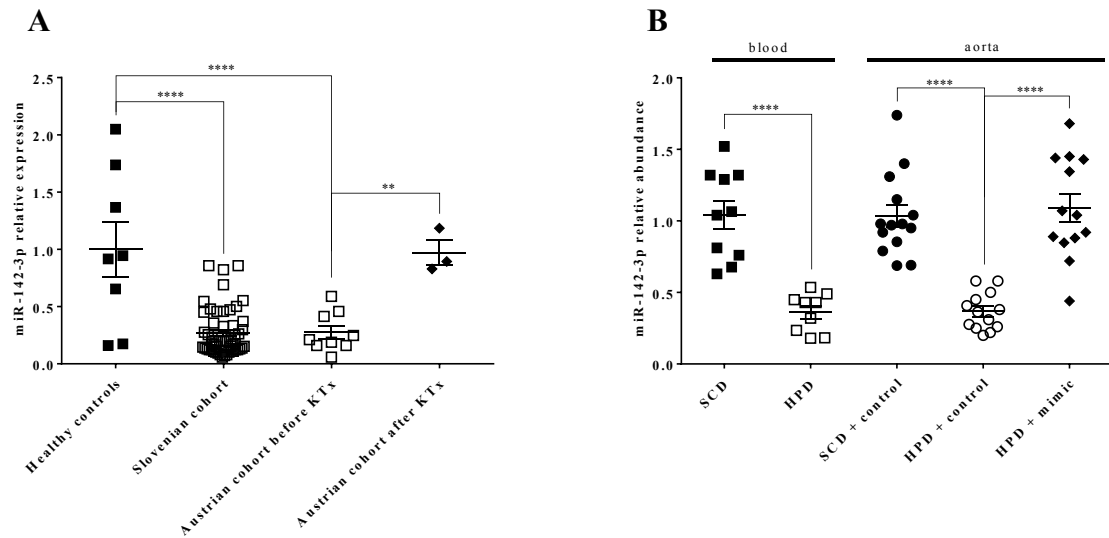 A
miR-142-3p relative expression
2.5
2.0
1.5
1.0
0.5
0.0
****
****
**
Healthy controls
Slovenian cohort
Austrian cohort before KTx
Austrian cohort after KTx
B
blood
aorta
miR-142-3p relative abundance
2.0
1.5
1.0
0.5
0.0
****
****
****
SCD
HPD
SCD + control
HPD + control
HPD + mimic